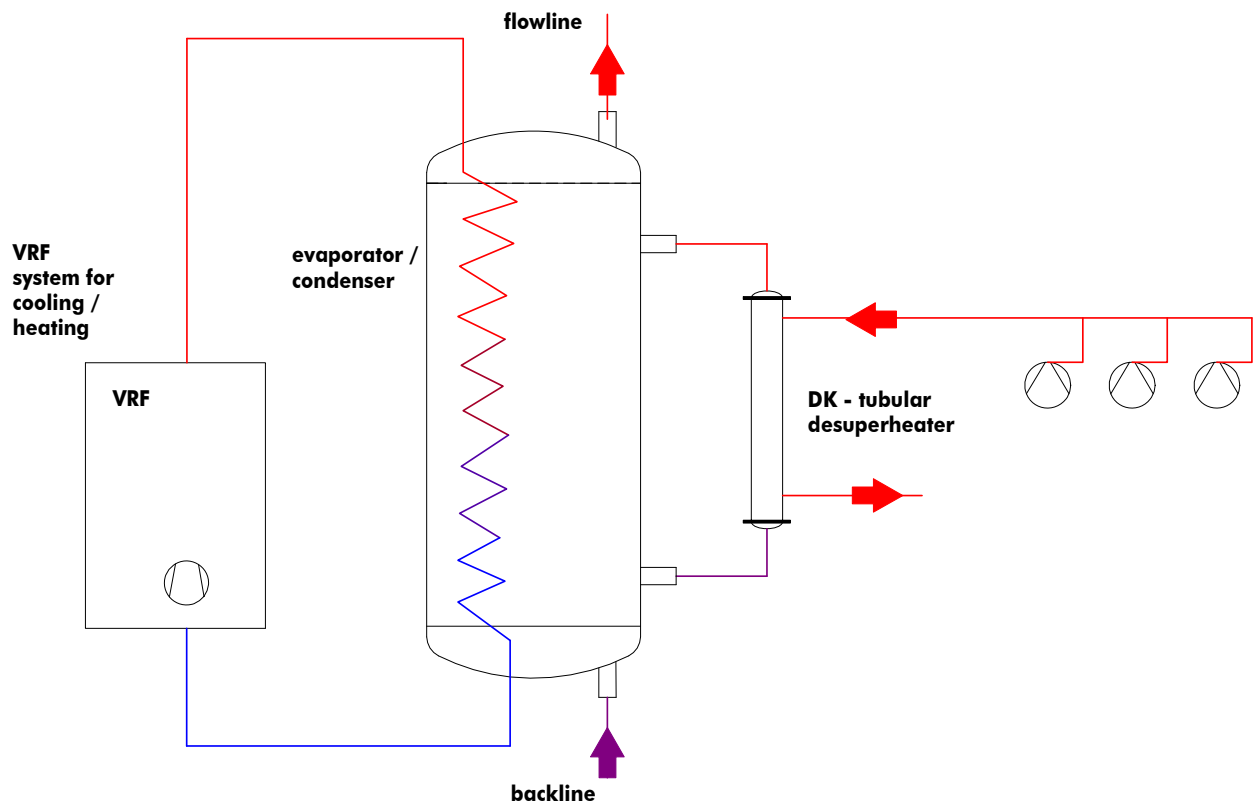 flowline
VRF
system for
cooling /
heating
evaporator /
condenser
VRF
DK - tubular
desuperheater
backline